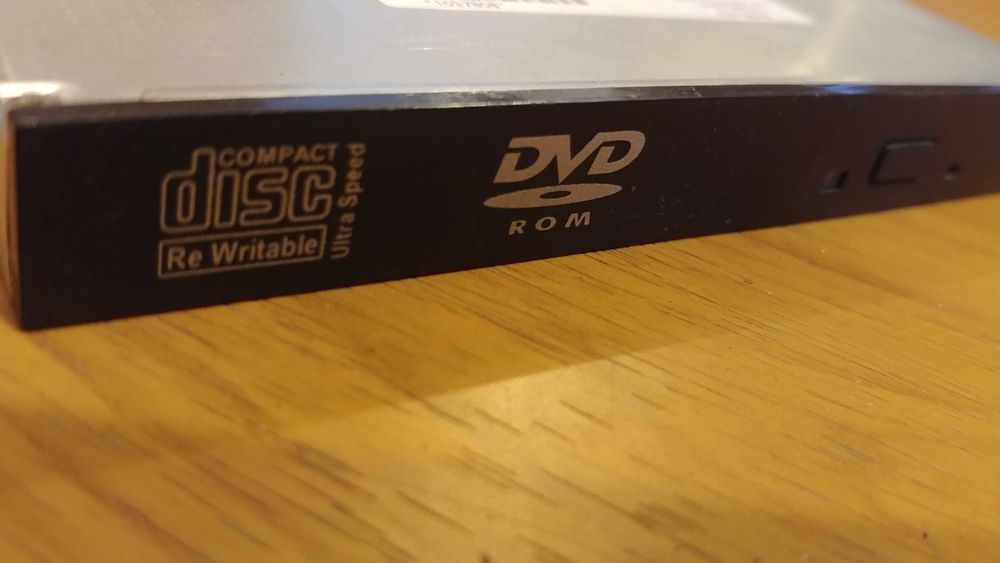 COMPACT
disc
Re Writable
Ultra Speed
DVD
ROM